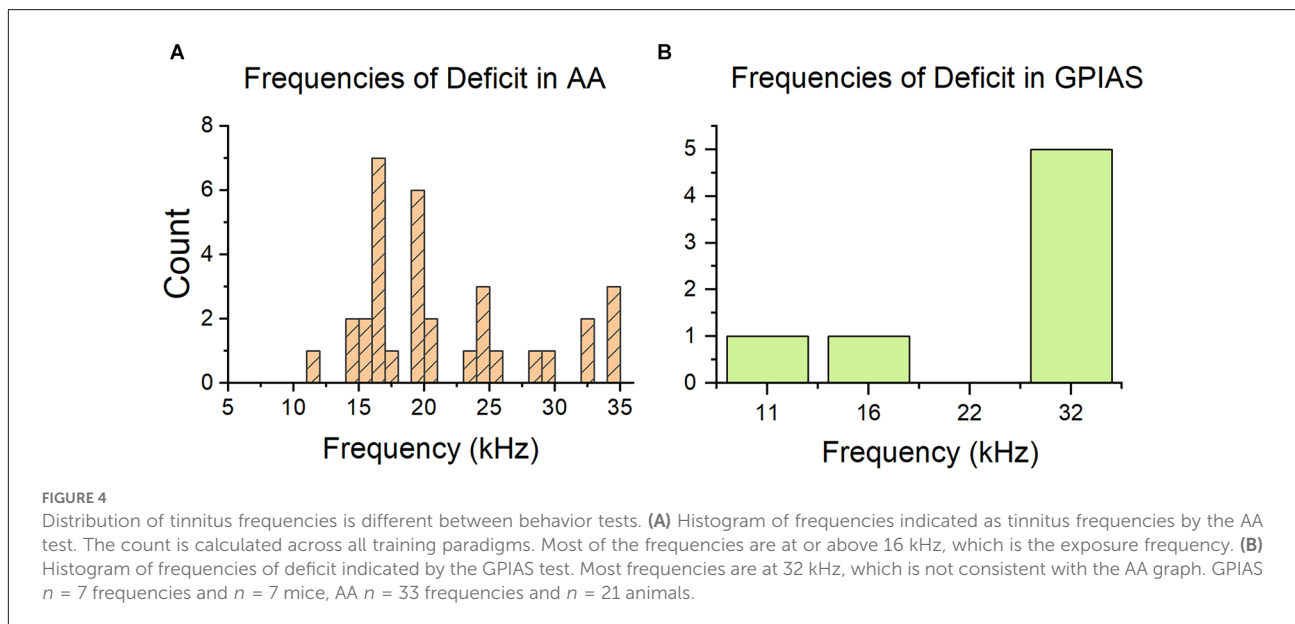 A
Frequencies of Deficit in AA
8
6
4
2
0
Count
5 10 15 20 25 30 35
Frequency (kHz)
B
Frequencies of Deficit in GPIAS
5
4
3
2
1
0
11 16 22 32
Frequency (kHz)
FIGURE 4
Distribution of tinnitus frequencies is different between behavior tests. (A) Histogram of frequencies indicated as tinnitus frequencies by the AA
test. The count is calculated across all training paradigms. Most of the frequencies are at or above 16 kHz, which is the exposure frequency. (B)
Histogram of frequencies of deficit indicated by the GPIAS test. Most frequencies are at 32 kHz, which is not consistent with the AA graph. GPIAS
n = 7 frequencies and n = 7 mice, AA n = 33 frequencies and n = 21 animals.